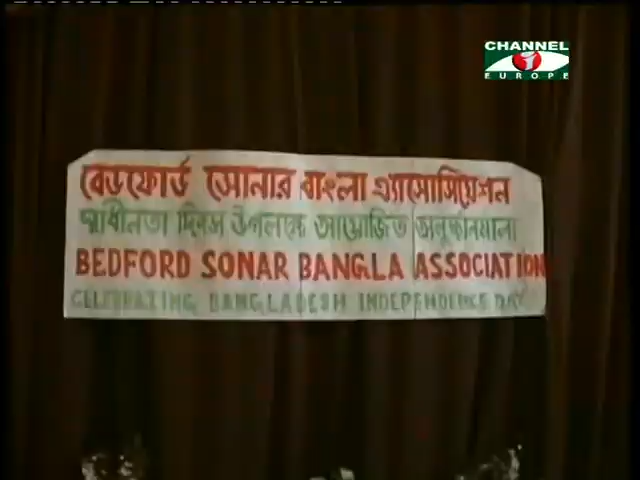 CHANNEL i
EUROPE
বেডফোর্ড সোনার বাংলা এ্যাসোসিয়েশন
স্বাধীনতা দিবস উপলক্ষে আয়োজিত অনুষ্ঠানমালা
BEDFORD SONAR BANGLA ASSOCIATION
CELEBRATING BANGLADESH INDEPENDENCE DAY